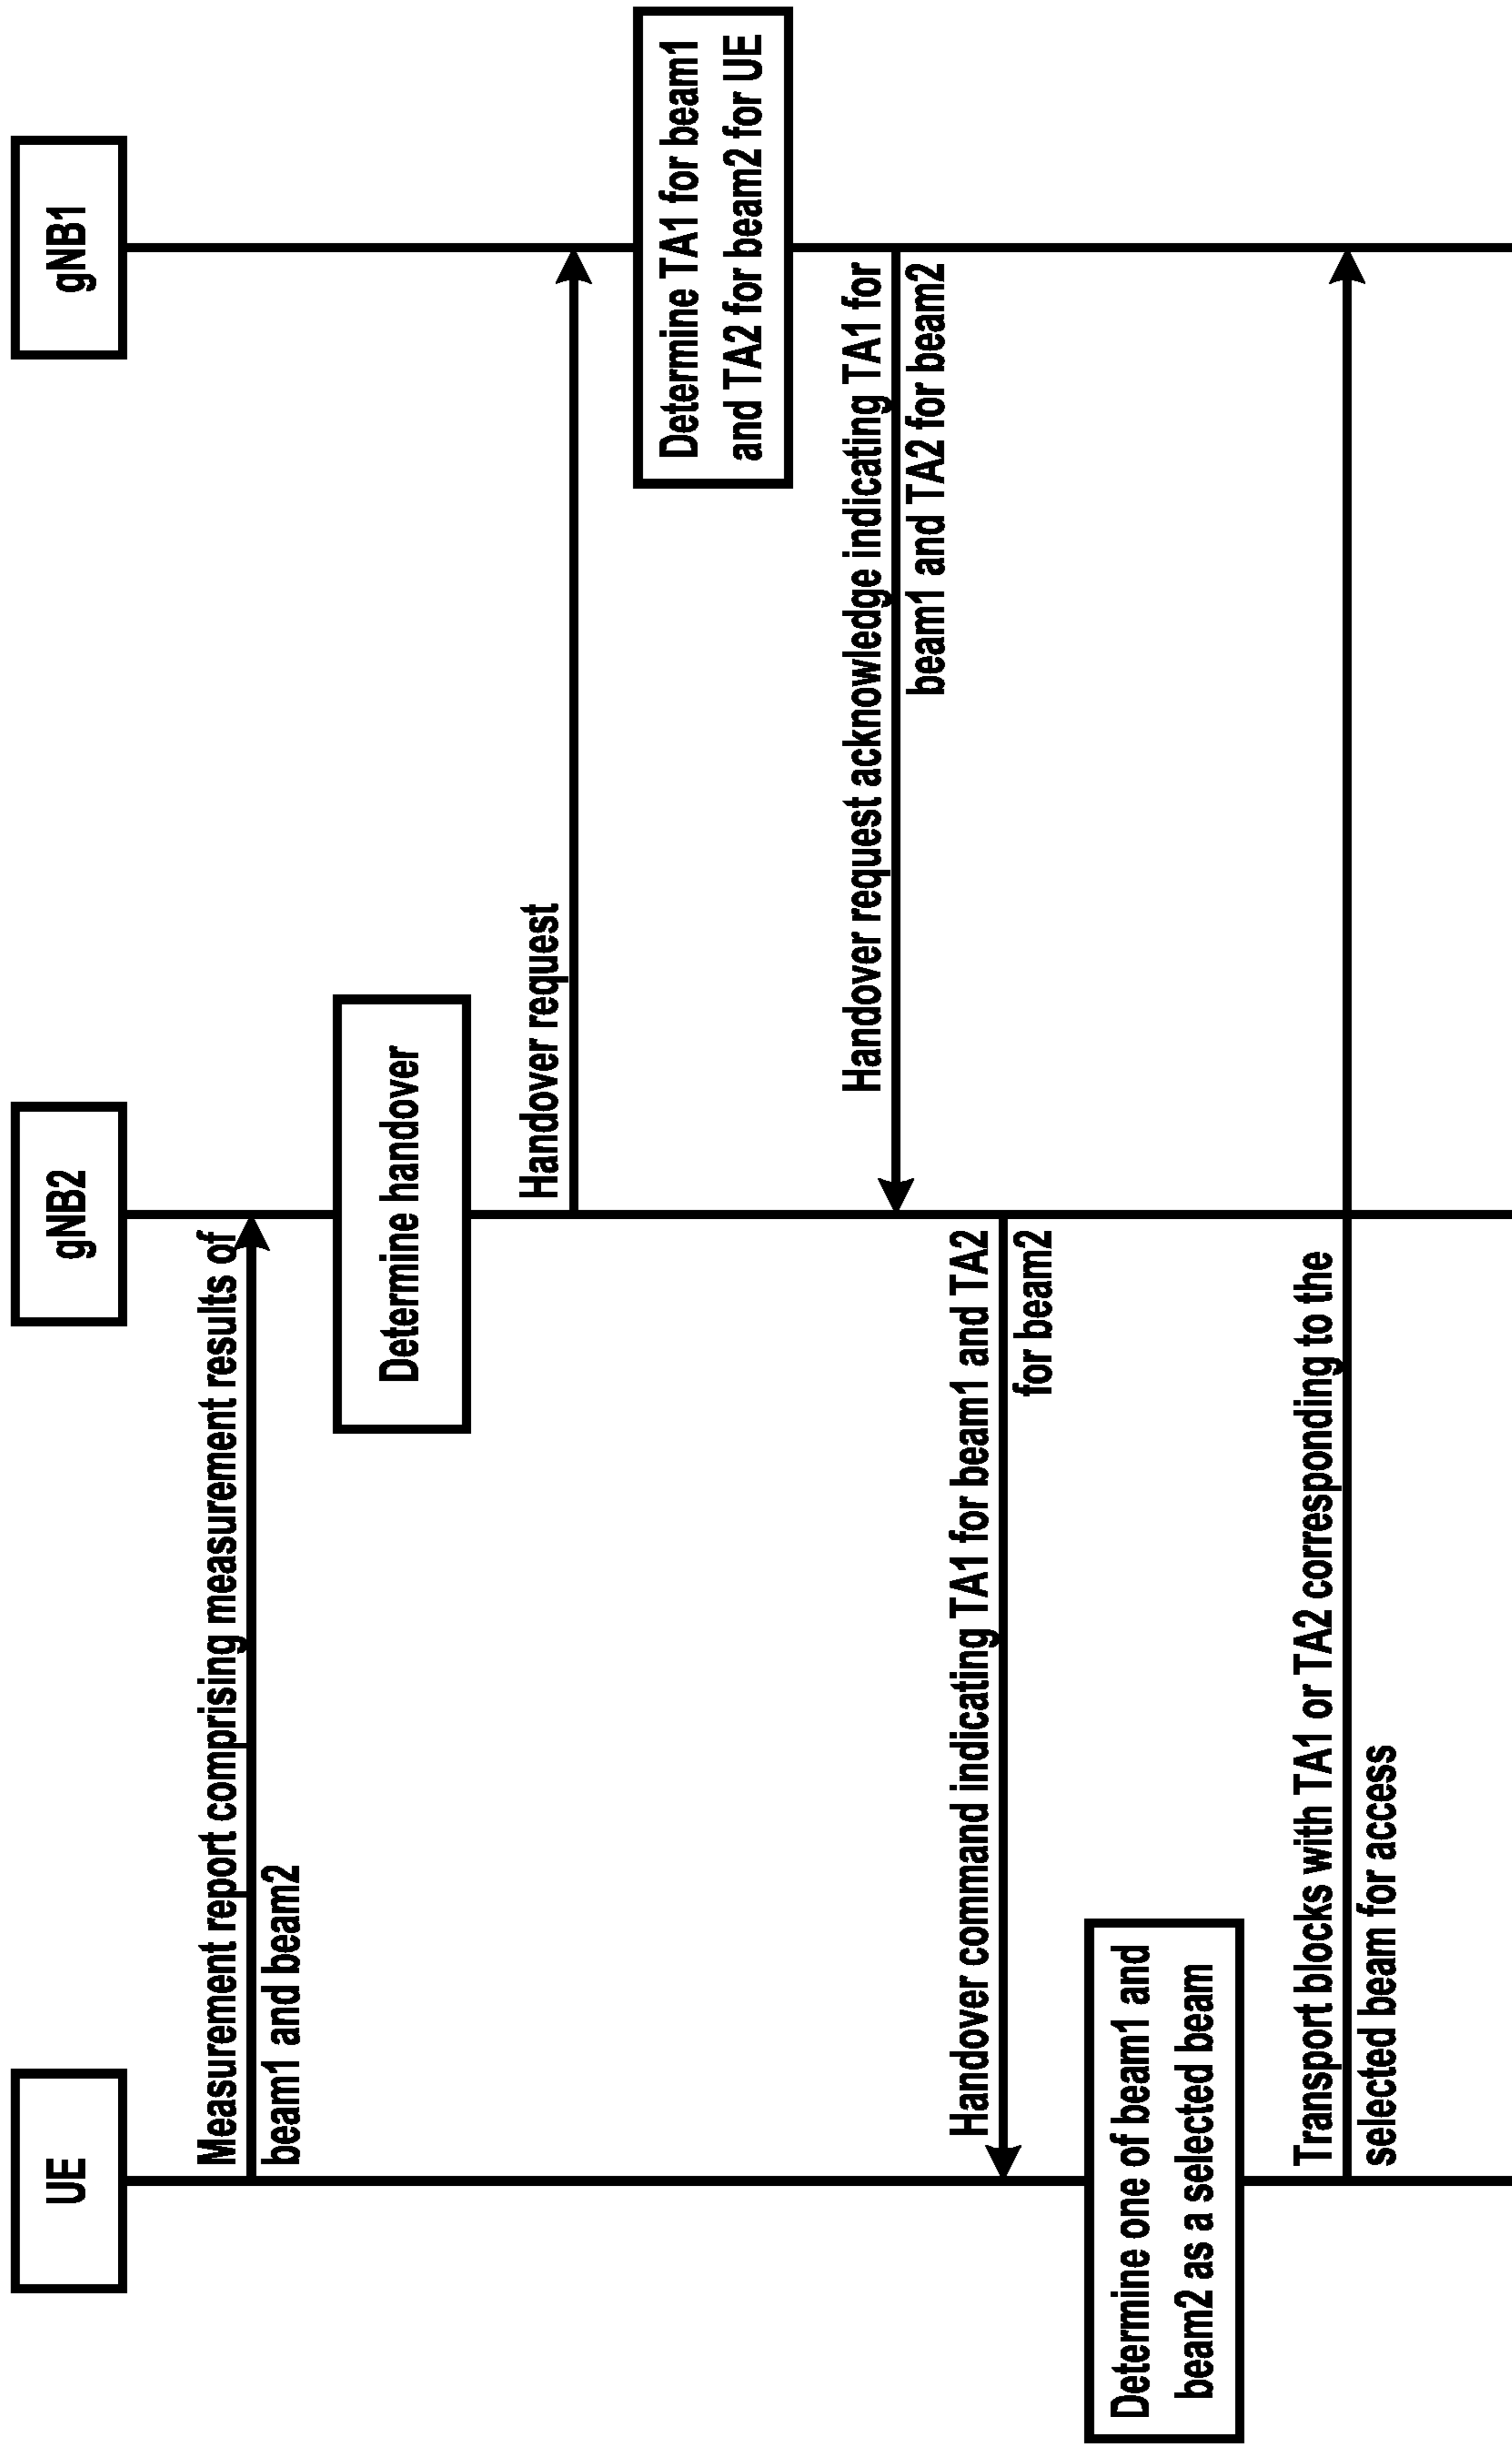 UE
gNB2
gNB1
Measurement report comprising measurement results of
beam1 and beam2
Determine handover
Handover request
Determine TA1 for beam1
and TA2 for beam2 for UE
Handover request acknowledge indicating TA1 for
beam1 and TA2 for beam2
Handover command indicating TA1 for beam1 and TA2
for beam2
Determine one of beam1 and
beam2 as a selected beam
Transport blocks with TA1 or TA2 corresponding to the
selected beam for access